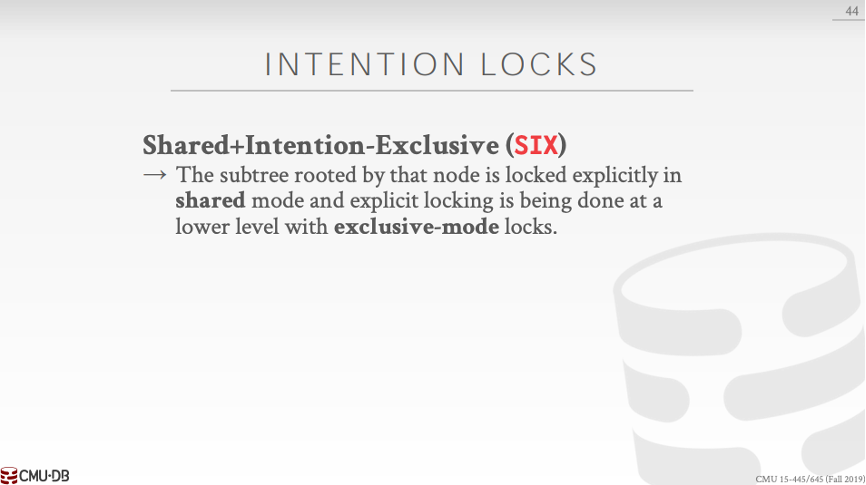 44
INTENTION LOCKS
Shared+Intention-Exclusive (SIX)
→ The subtree rooted by that node is locked explicitly in
shared mode and explicit locking is being done at a
lower level with exclusive-mode locks.
CMU·DB
CMU 15-445/645 (Fall 2019)